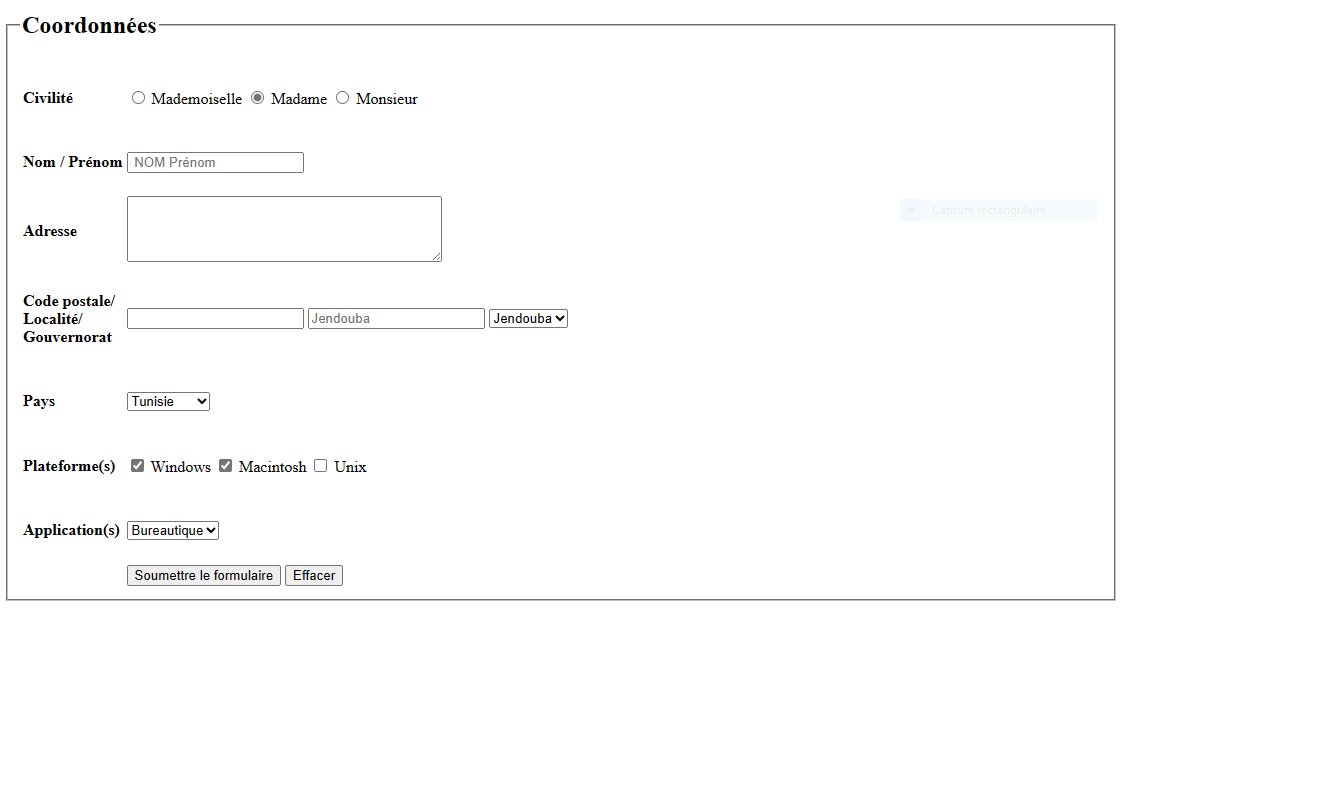 Coordonnées
Civilité Mademoiselle Madame Monsieur
Nom / Prénom NOM Prénom
Adresse
Capture rectangulaire
Code postale/
Localité/
Gouvernorat
Jendouba Jendouba
Pays Tunisie
Plateforme(s) Windows Macintosh Unix
Application(s) Bureautique
Soumettre le formulaire Effacer